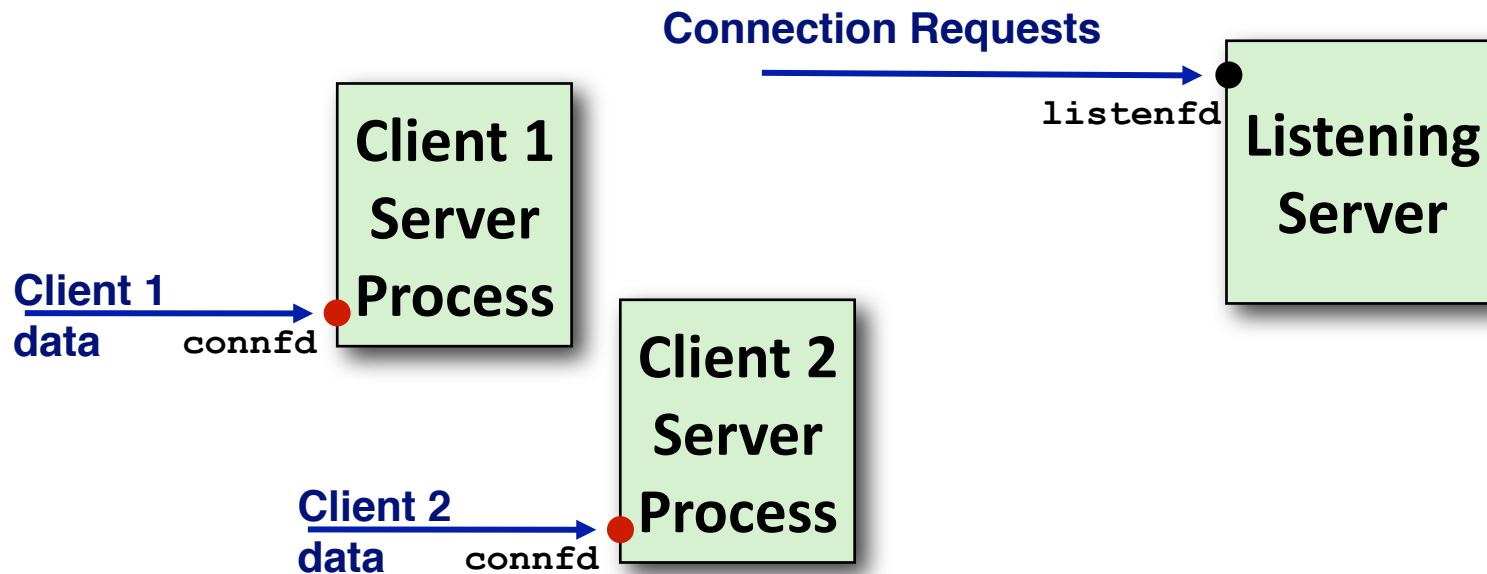 Connection Requests
listenfd
Listening
Server
Client 1
Server
Process
Client 1
data
connfd
Client 2
Server
Process
Client 2
data
connfd